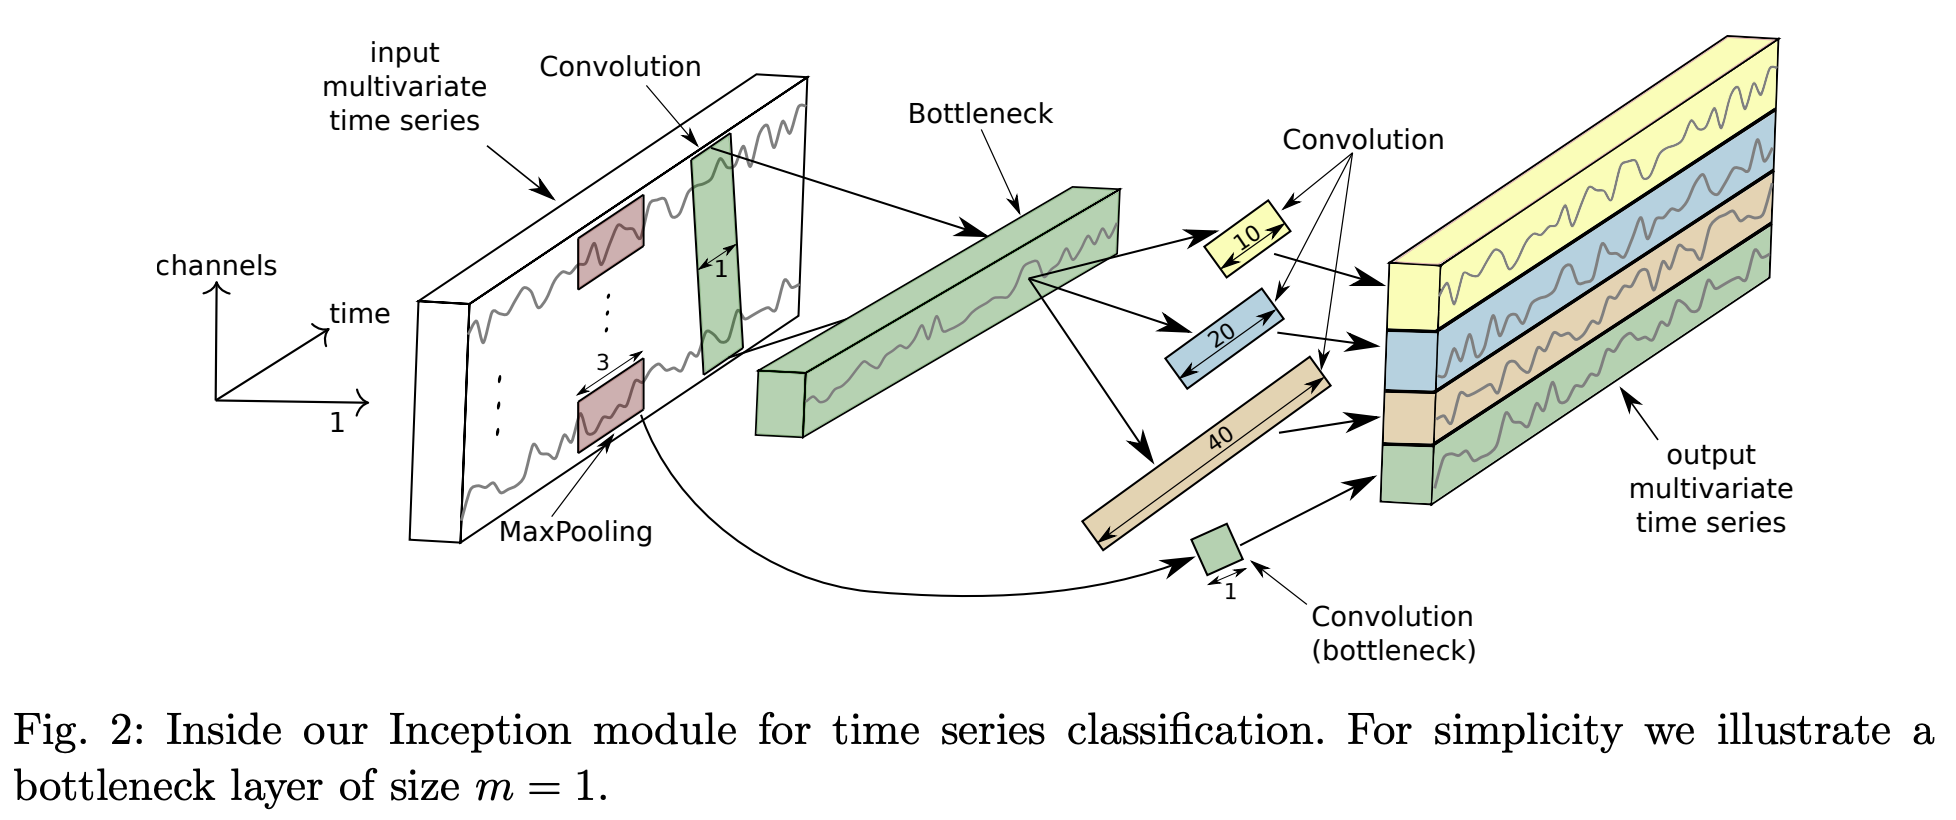 input
multivariate
time series
Convolution
Bottleneck
Convolution
channels
time
1
1
3
10
20
40
MaxPooling
1
Convolution
(bottleneck)
output
multivariate
time series
Fig. 2: Inside our Inception module for time series classification. For simplicity we illustrate a
bottleneck layer of size m = 1.